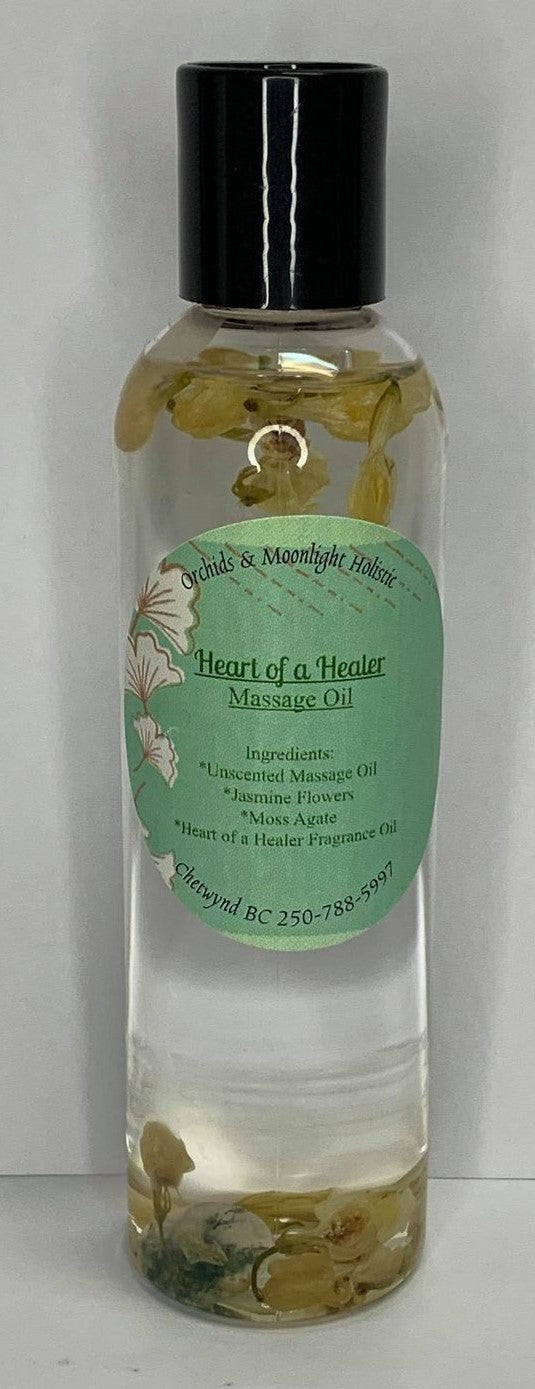 Orchids & Moonlight Holistic
Heart of a Healer
Massage Oil
Ingredients:
*Unscented Massage Oil
*Jasmine Flowers
*Moss Agate
*Heart of a Healer Fragrance Oil
Chetwynd BC 250-788-5997